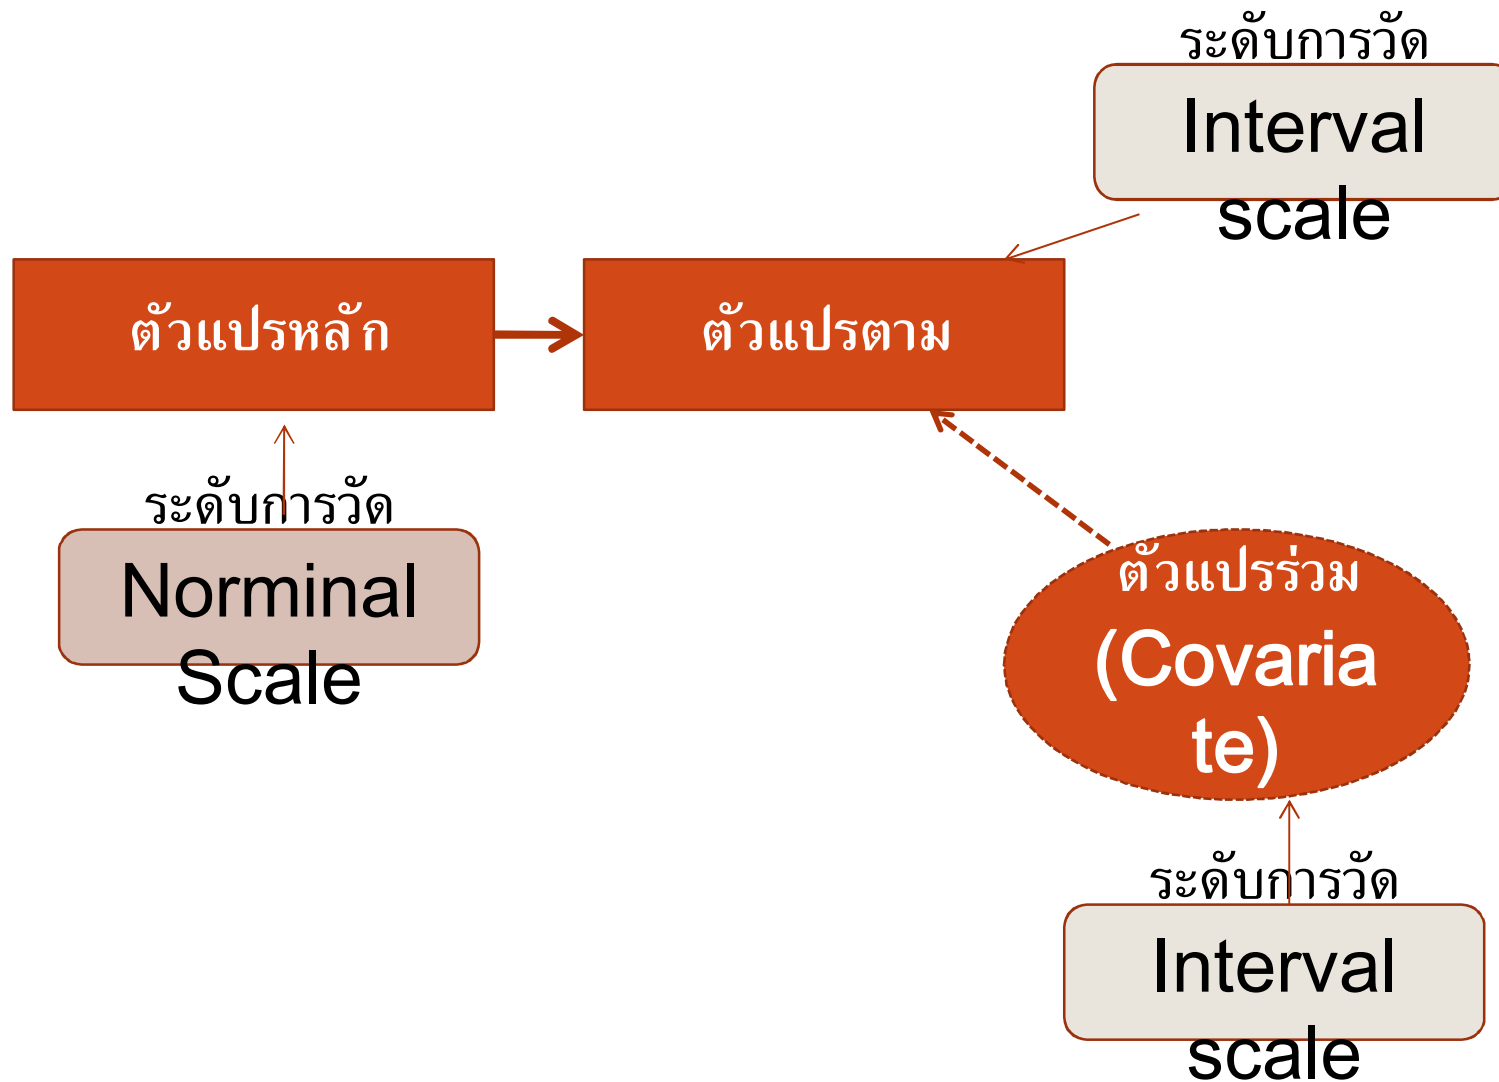 ระดับการวัด
Interval
scale
ตัวแปรหลัก
ตัวแปรตาม
ระดับการวัด
Norminal
Scale
ตัวแปรร่วม
(Covaria
te)
ระดับการวัด
Interval
scale